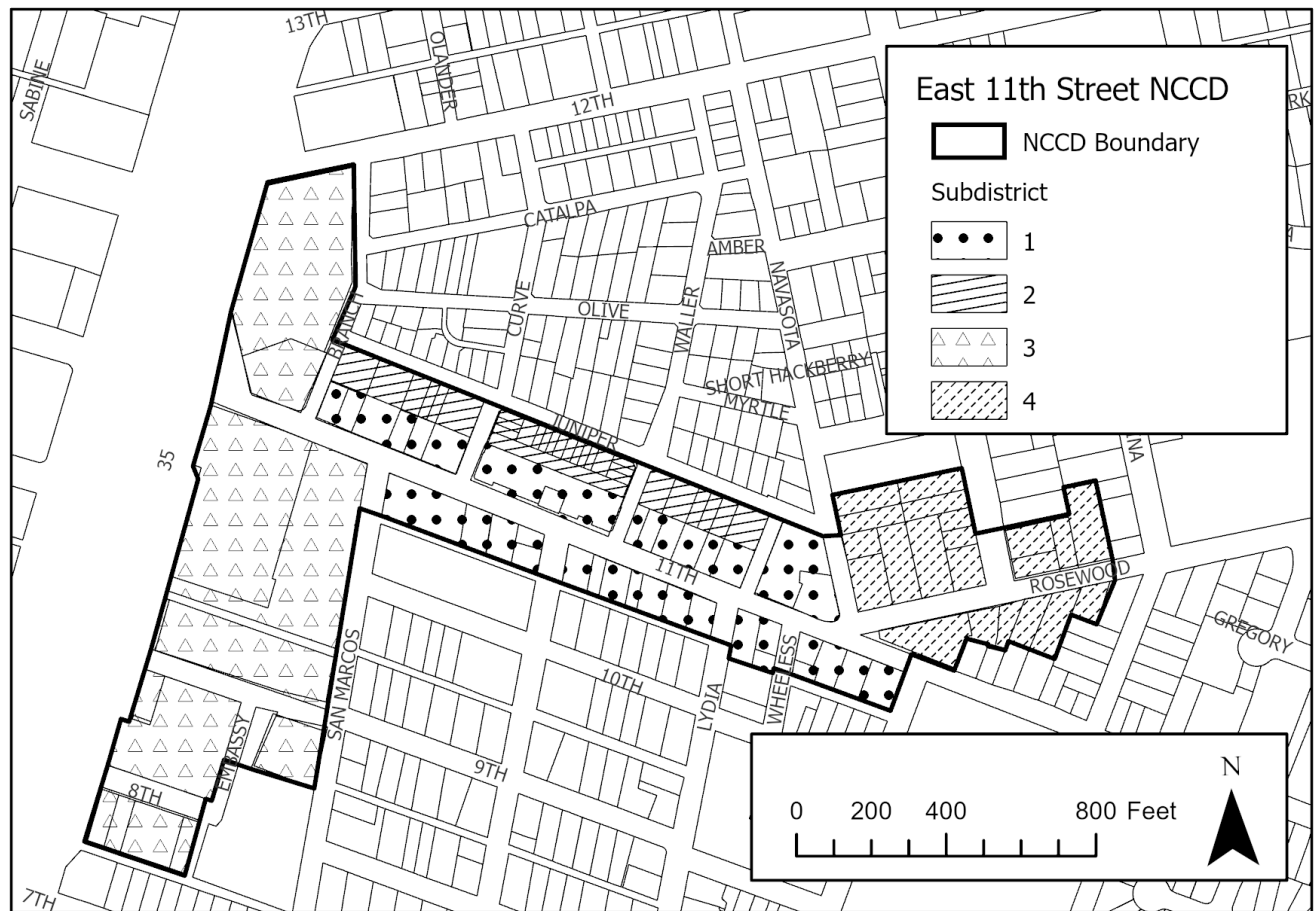 13TH
OLANDER
SABINE
12TH
East 11th Street NCCD
NCCD Boundary
Subdistrict
1
2
3
4
CATALPA
AMBER
NAVASOTA
BRANCH
CURVE
OLIVE
WALLER
SHORT HACKBERRY
MYRTLE
JUNIPER
35
11TH
ROSEWOOD
GREGORY
SAN MARCOS
10TH
LYDIA
WHEELESS
EMBASSY
9TH
8TH
7TH
N
0 200 400 800 Feet